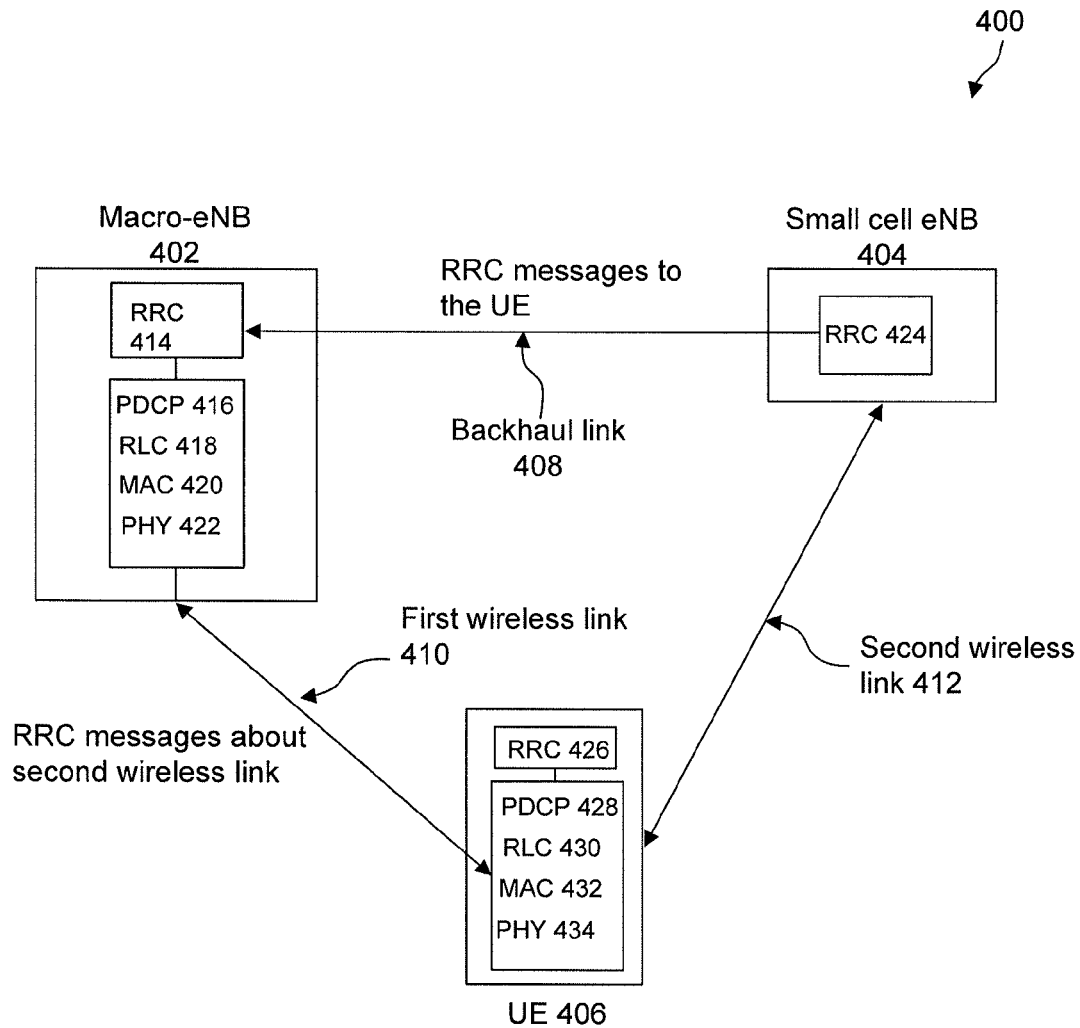 400
Macro-eNB
402
Small cell eNB
404
RRC messages to
the UE
RRC
414
RRC 424
PDCP 416
RLC 418
MAC 420
PHY 422
Backhaul link
408
First wireless link
410
Second wireless
link 412
RRC messages about
second wireless link
RRC 426
PDCP 428
RLC 430
MAC 432
PHY 434
UE 406